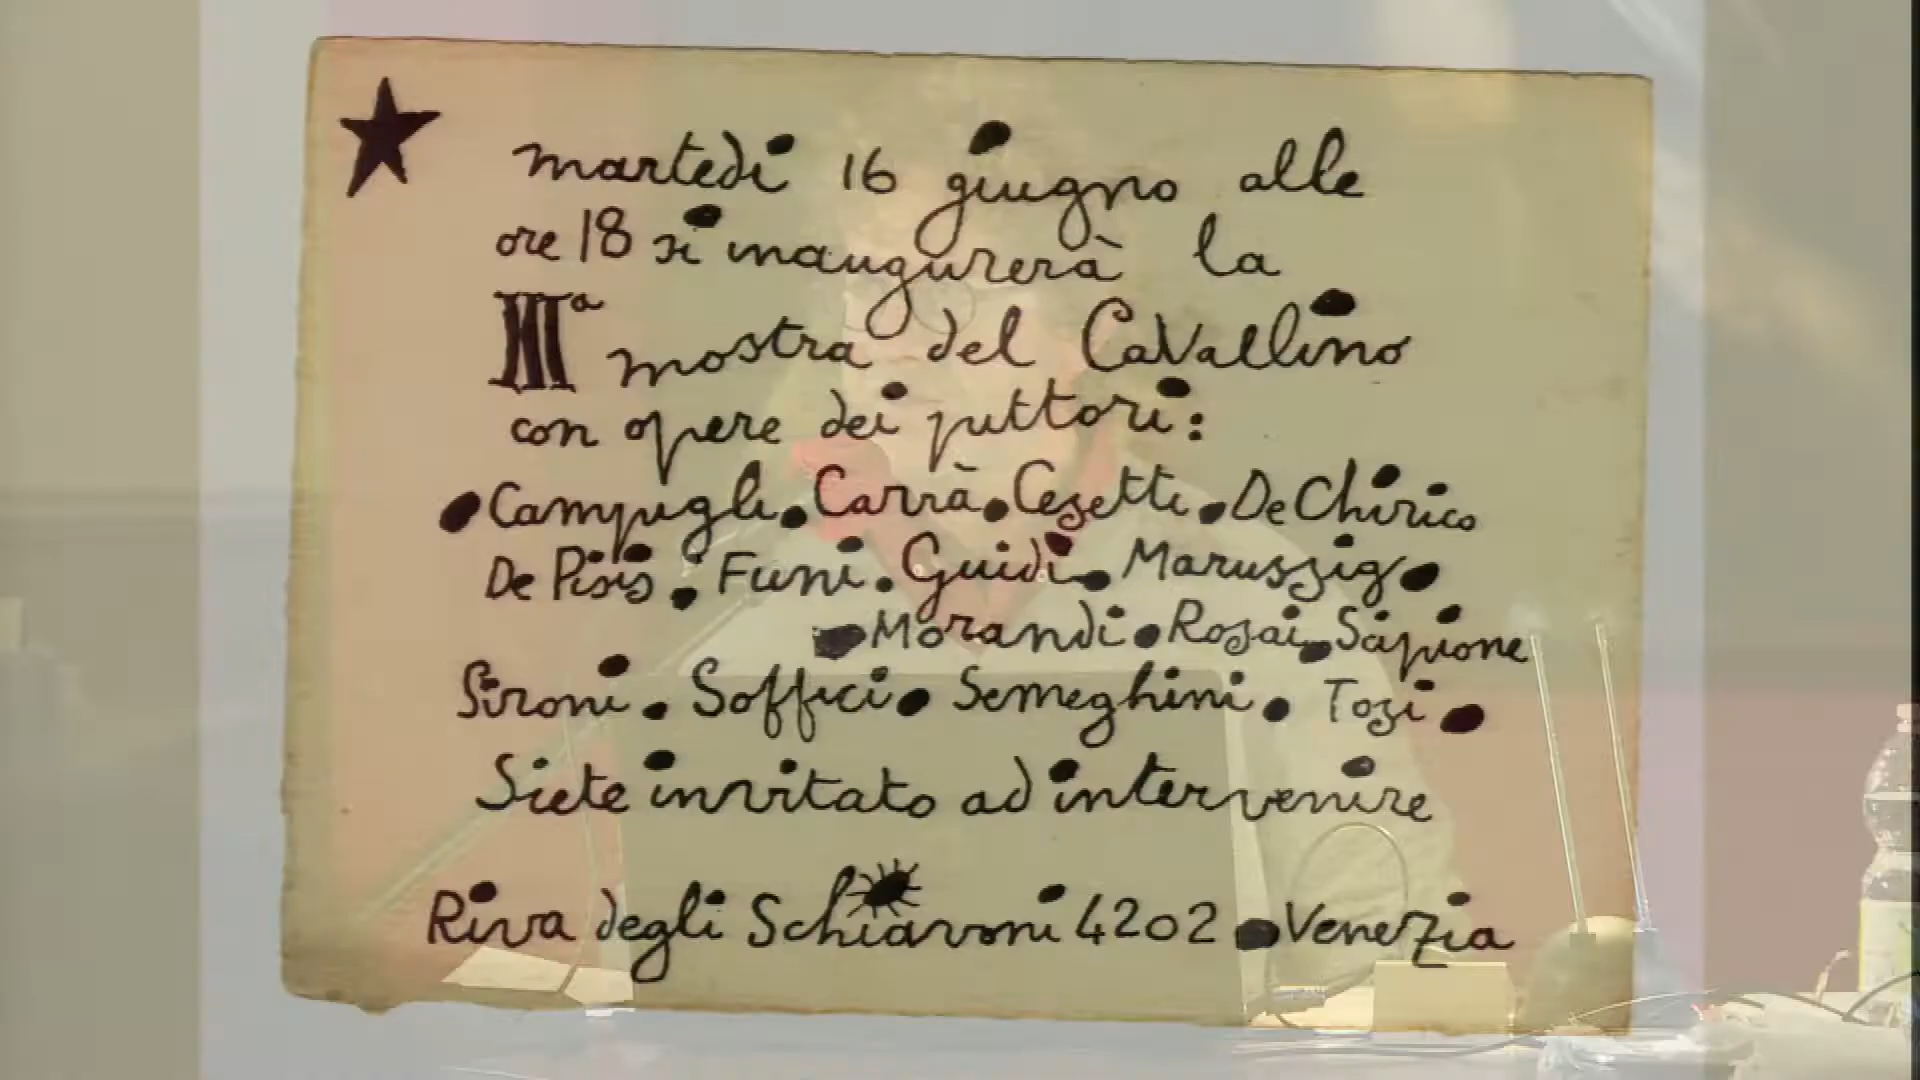 martedì 16 giugno alle
ore 18 si inaugurerà la
IIIª mostra del Cavallino
con opere dei pittori:
•Campigli•Carrà•Cesetti•De Chirico
De Pisis•Funi•Guidi•Marussig•
•Morandi•Rosai•Scipione
Sironi•Soffici•Semeghini•Tosi•
Siete invitato ad intervenire
Riva degli Schiavoni 4202•Venezia